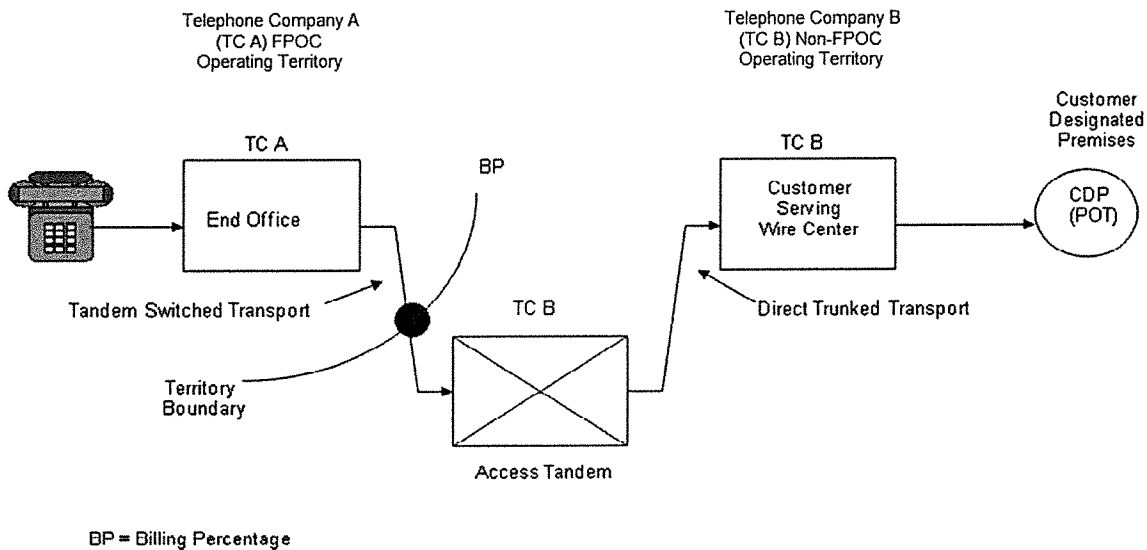 Telephone Company A
(TC A) FPOC
Operating Territory
Telephone Company B
(TC B) Non-FPOC
Operating Territory
Customer
Designated
Premises
TC A
BP
TC B
End Office
Customer
Serving
Wire Center
CDP
(POT)
Tandem Switched Transport
TC B
Direct Trunked Transport
Territory
Boundary
Access Tandem
BP = Billing Percentage